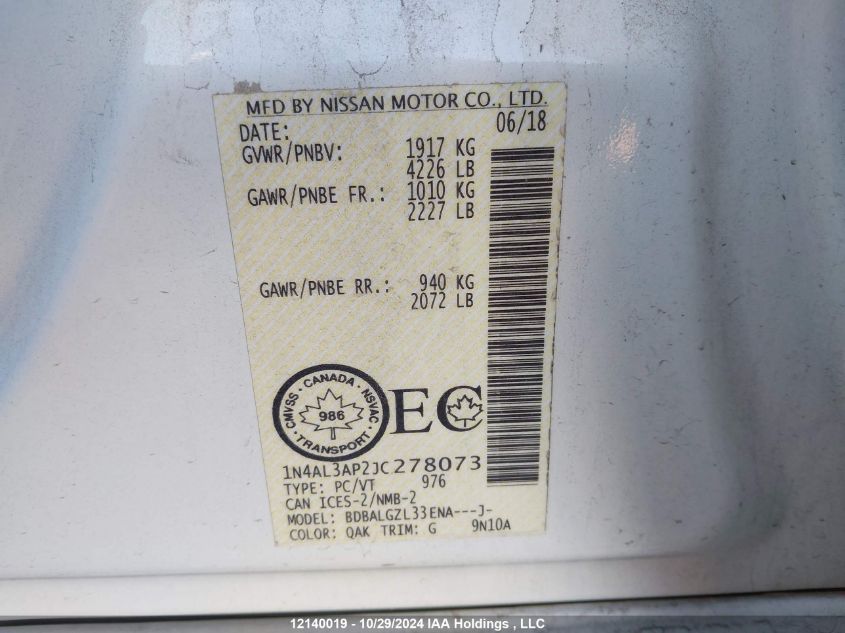 MFD BY NISSAN MOTOR CO., LTD.
DATE: 06/18
GVWR/PNBV: 1917 KG
4226 LB
GAWR/PNBE FR.: 1010 KG
2227 LB
GAWR/PNBE RR.: 940 KG
2072 LB
CMVSS · CANADA · NSVAC · TRANSPORT ·
986
EC
1N4AL3AP2JC278073
TYPE: PC/VT 976
CAN ICES-2/NMB-2
MODEL: BDBALGZL33ENA---J-
COLOR: QAK TRIM: G 9N10A
12140019 - 10/29/2024 IAA Holdings , LLC